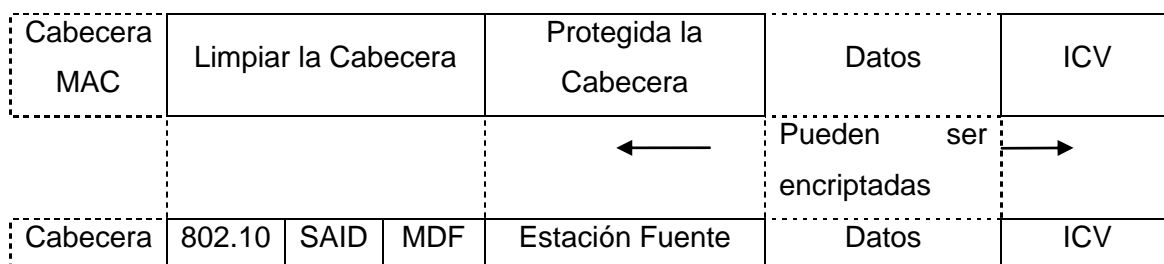 Cabecera MAC
Limpiar la Cabecera
Protegida la Cabecera
Datos
ICV
Pueden ser
encriptadas
Cabecera 802.10 SAID MDF Estación Fuente Datos ICV